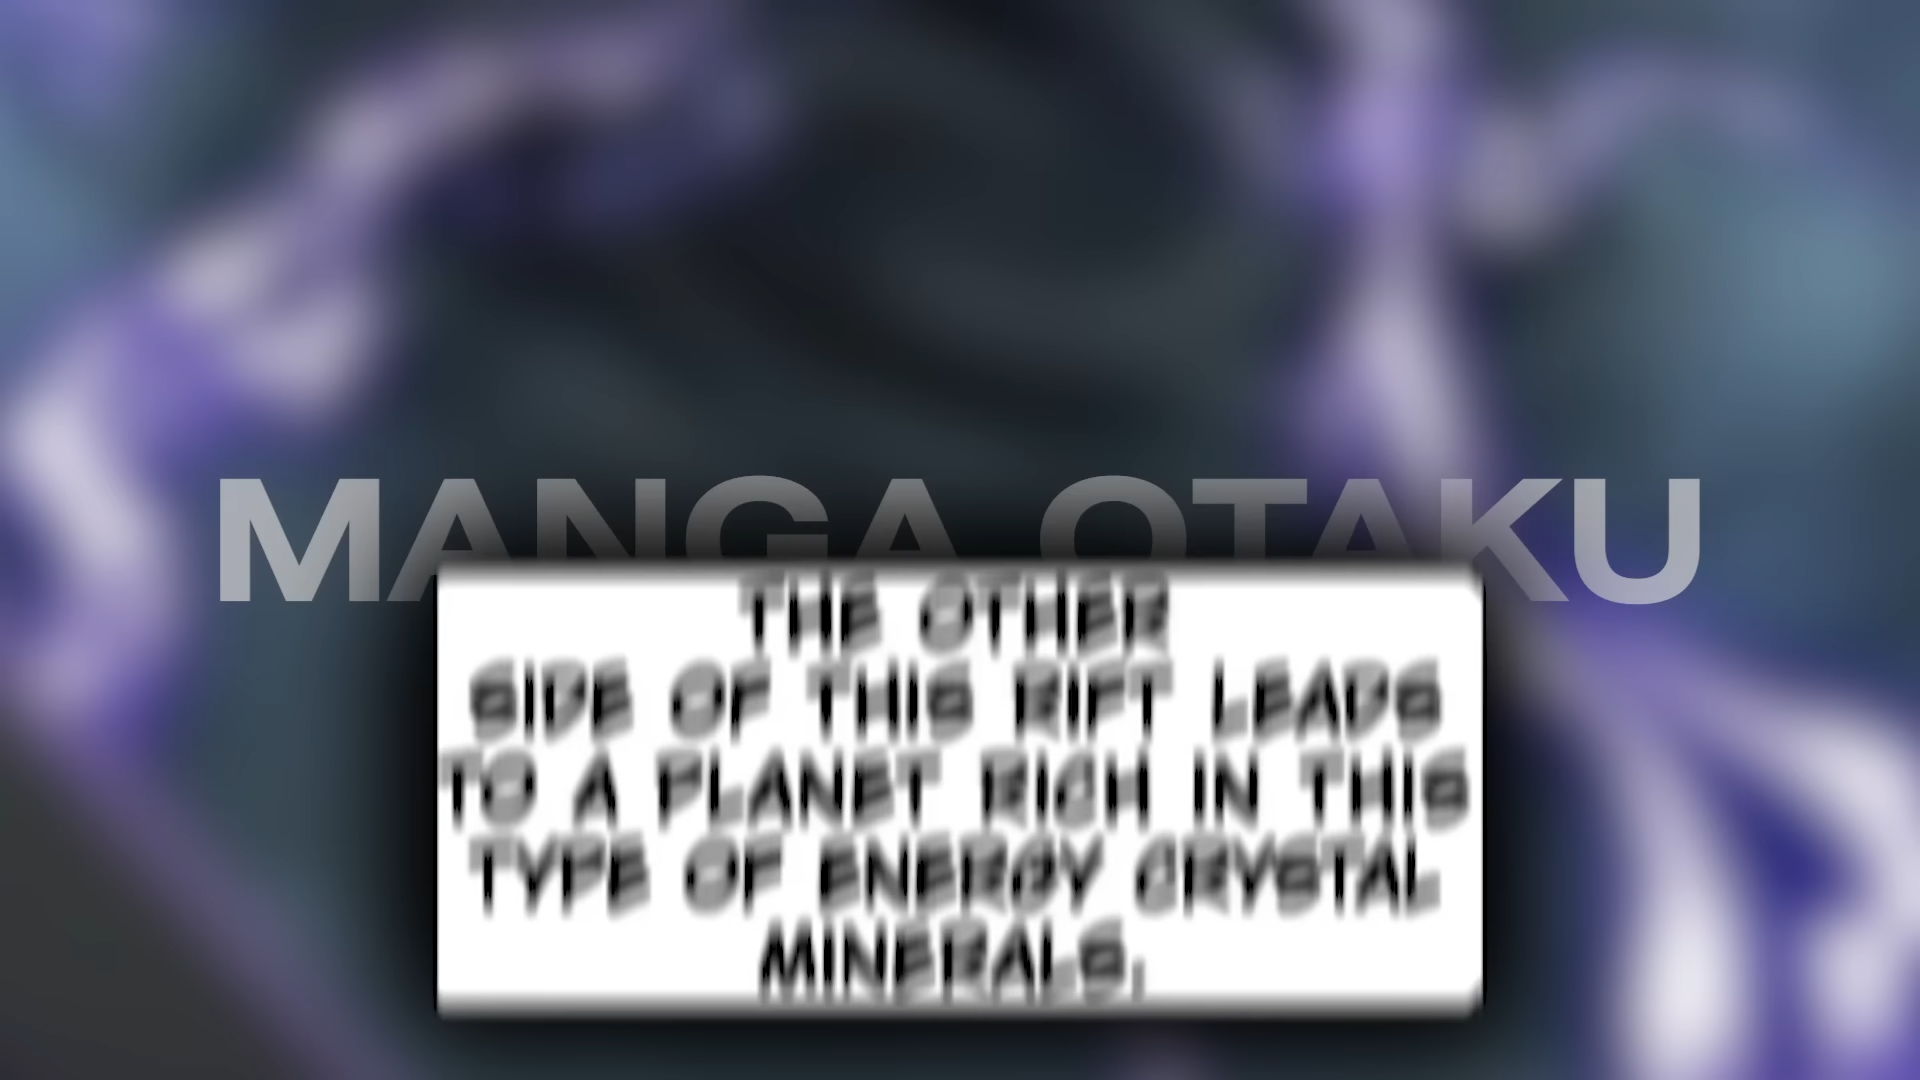 MANGA OTAKU
THE OTHER
SIDE OF THIS RIFT LEADS
TO A PLANET RICH IN THIS
TYPE OF ENERGY CRYSTAL
MINERALS,